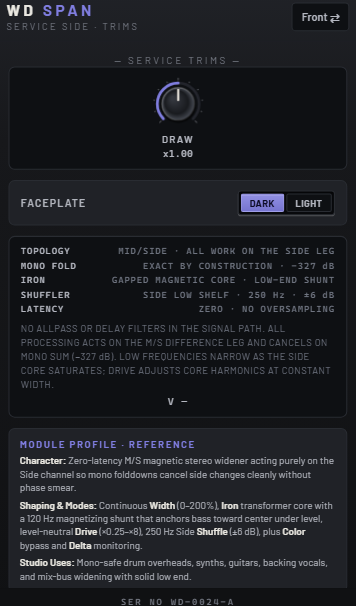 WD SPAN
SERVICE SIDE · TRIMS
Front ⇄
— SERVICE TRIMS —
DRAW
x1.00
FACEPLATE
DARK
LIGHT
TOPOLOGY MID/SIDE · ALL WORK ON THE SIDE LEG
MONO FOLD EXACT BY CONSTRUCTION · −327 dB
IRON GAPPED MAGNETIC CORE · LOW-END SHUNT
SHUFFLER SIDE LOW SHELF · 250 Hz · ±6 dB
LATENCY ZERO · NO OVERSAMPLING
NO ALLPASS OR DELAY FILTERS IN THE SIGNAL PATH. ALL
PROCESSING ACTS ON THE M/S DIFFERENCE LEG AND CANCELS ON
MONO SUM (−327 dB). LOW FREQUENCIES NARROW AS THE SIDE
CORE SATURATES; DRIVE ADJUSTS CORE HARMONICS AT CONSTANT
WIDTH.
V —
MODULE PROFILE · REFERENCE
Character: Zero-latency M/S magnetic stereo widener acting purely on the
Side channel so mono folddowns cancel side changes cleanly without
phase smear.
Shaping & Modes: Continuous Width (0–200%), Iron transformer core with
a 120 Hz magnetizing shunt that anchors bass toward center under level,
level-neutral Drive (×0.25–×8), 250 Hz Side Shuffle (±6 dB), plus Color
bypass and Delta monitoring.
Studio Uses: Mono-safe drum overheads, synths, guitars, backing vocals,
and mix-bus widening with solid low end.
SER NO WD-0024-A